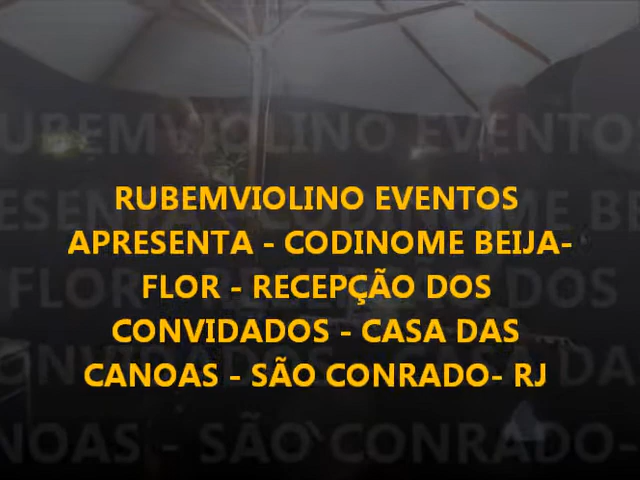 RUBEMVIOLINO EVENTOS
APRESENTA - CODINOME BEIJA-
FLOR - RECEPÇÃO DOS
CONVIDADOS - CASA DAS
CANOAS - SÃO CONRADO- RJ